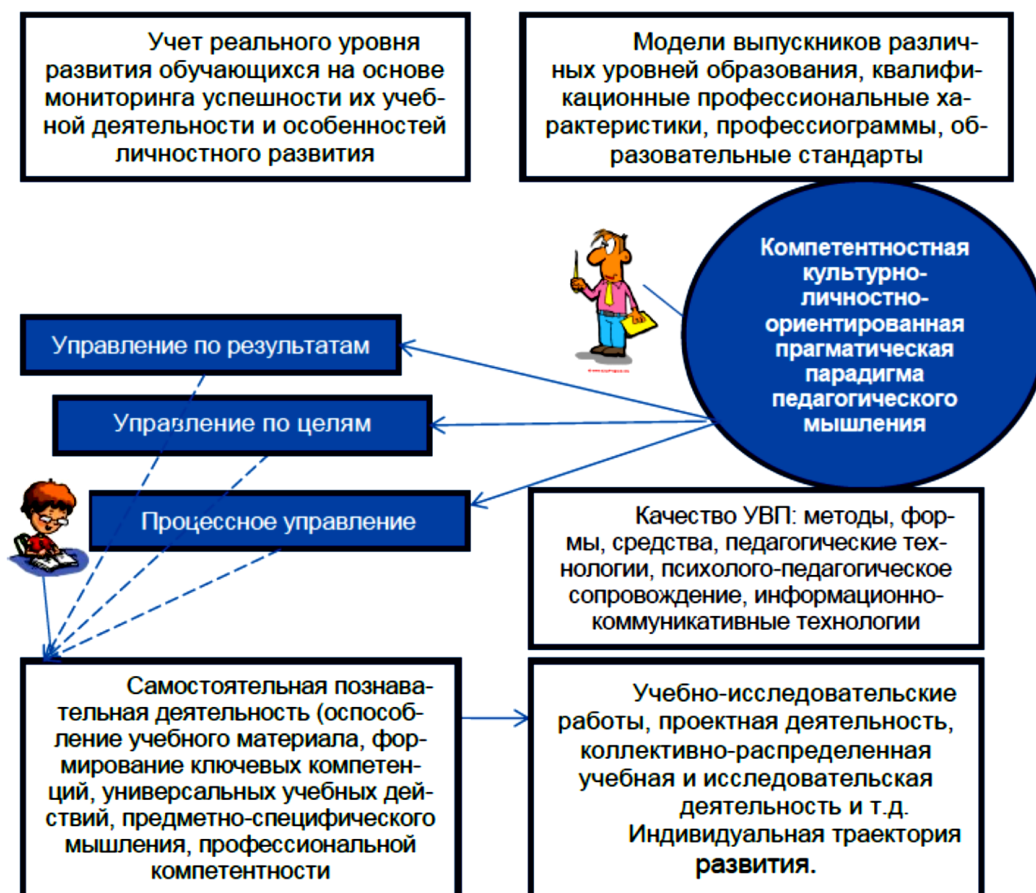 Учет реального уровня
развития обучающихся на основе
мониторинга успешности их учеб-
ной деятельности и особенностей
личностного развития
Модели выпускников различ-
ных уровней образования, квалифи-
кационные профессиональные ха-
рактеристики, профессиограммы, об-
разовательные стандарты
Компетентностная
культурно-
личностно-
ориентированная
прагматическая
парадигма
педагогического
мышления
Управление по результатам
Управление по целям
Процессное управление
Качество УВП: методы, фор-
мы, средства, педагогические тех-
нологии, психолого-педагогическое
сопровождение, информационно-
коммуникативные технологии
Самостоятельная познава-
тельная деятельность (оспособ-
ление учебного материала, фор-
мирование ключевых компетен-
ций, универсальных учебных дей-
ствий, предметно-специфического
мышления, профессиональной
компетентности
Учебно-исследовательские
работы, проектная деятельность,
коллективно-распределенная
учебная и исследовательская
деятельность и т.д.
Индивидуальная траектория
развития.